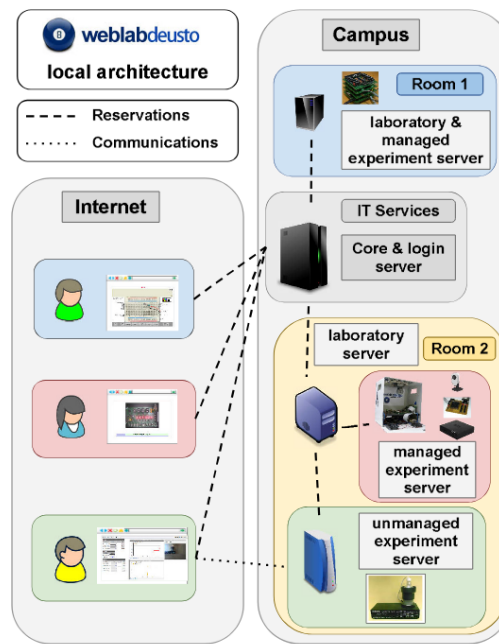 weblabdeusto
local architecture
Reservations
Communications
Internet
Campus
Room 1
laboratory &
managed
experiment server
IT Services
Core & login
server
laboratory
server
Room 2
managed
experiment
server
unmanaged
experiment
server